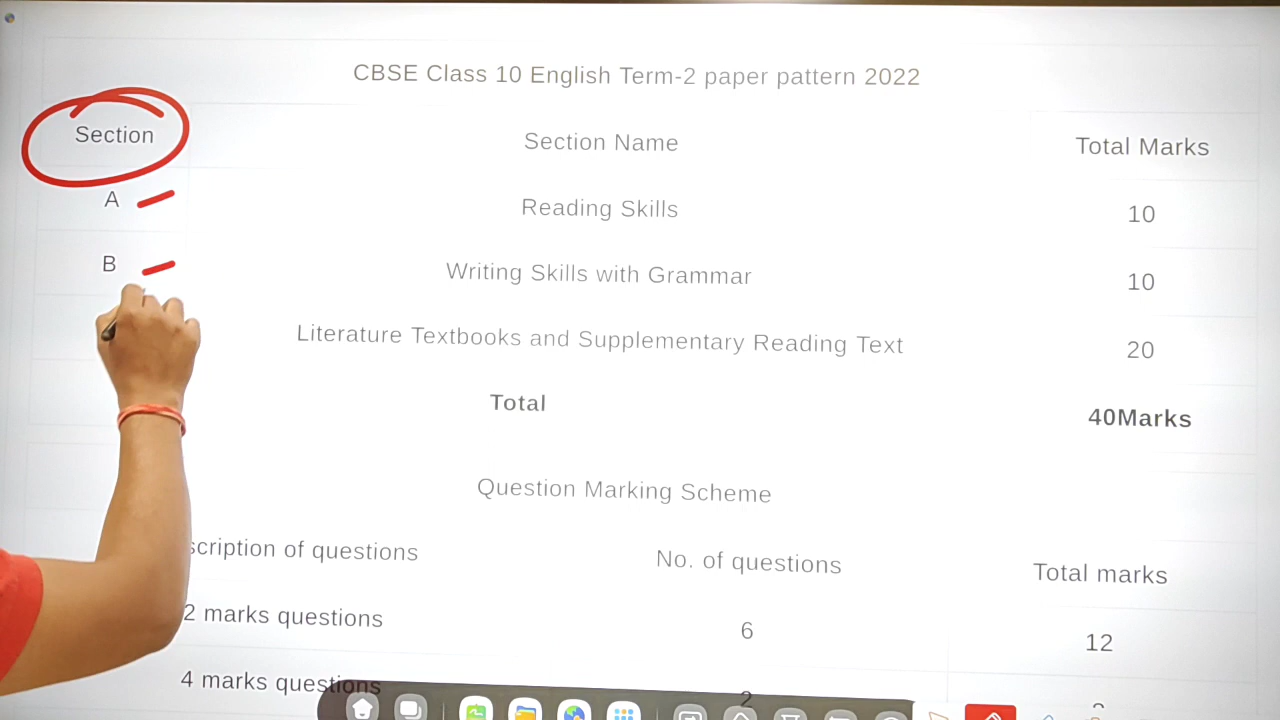 CBSE Class 10 English Term-2 paper pattern 2022
Section Section Name Total Marks
A Reading Skills 10
B Writing Skills with Grammar 10
Literature Textbooks and Supplementary Reading Text 20
Total 40Marks
Question Marking Scheme
scription of questions No. of questions Total marks
2 marks questions 6 12
4 marks questions 2